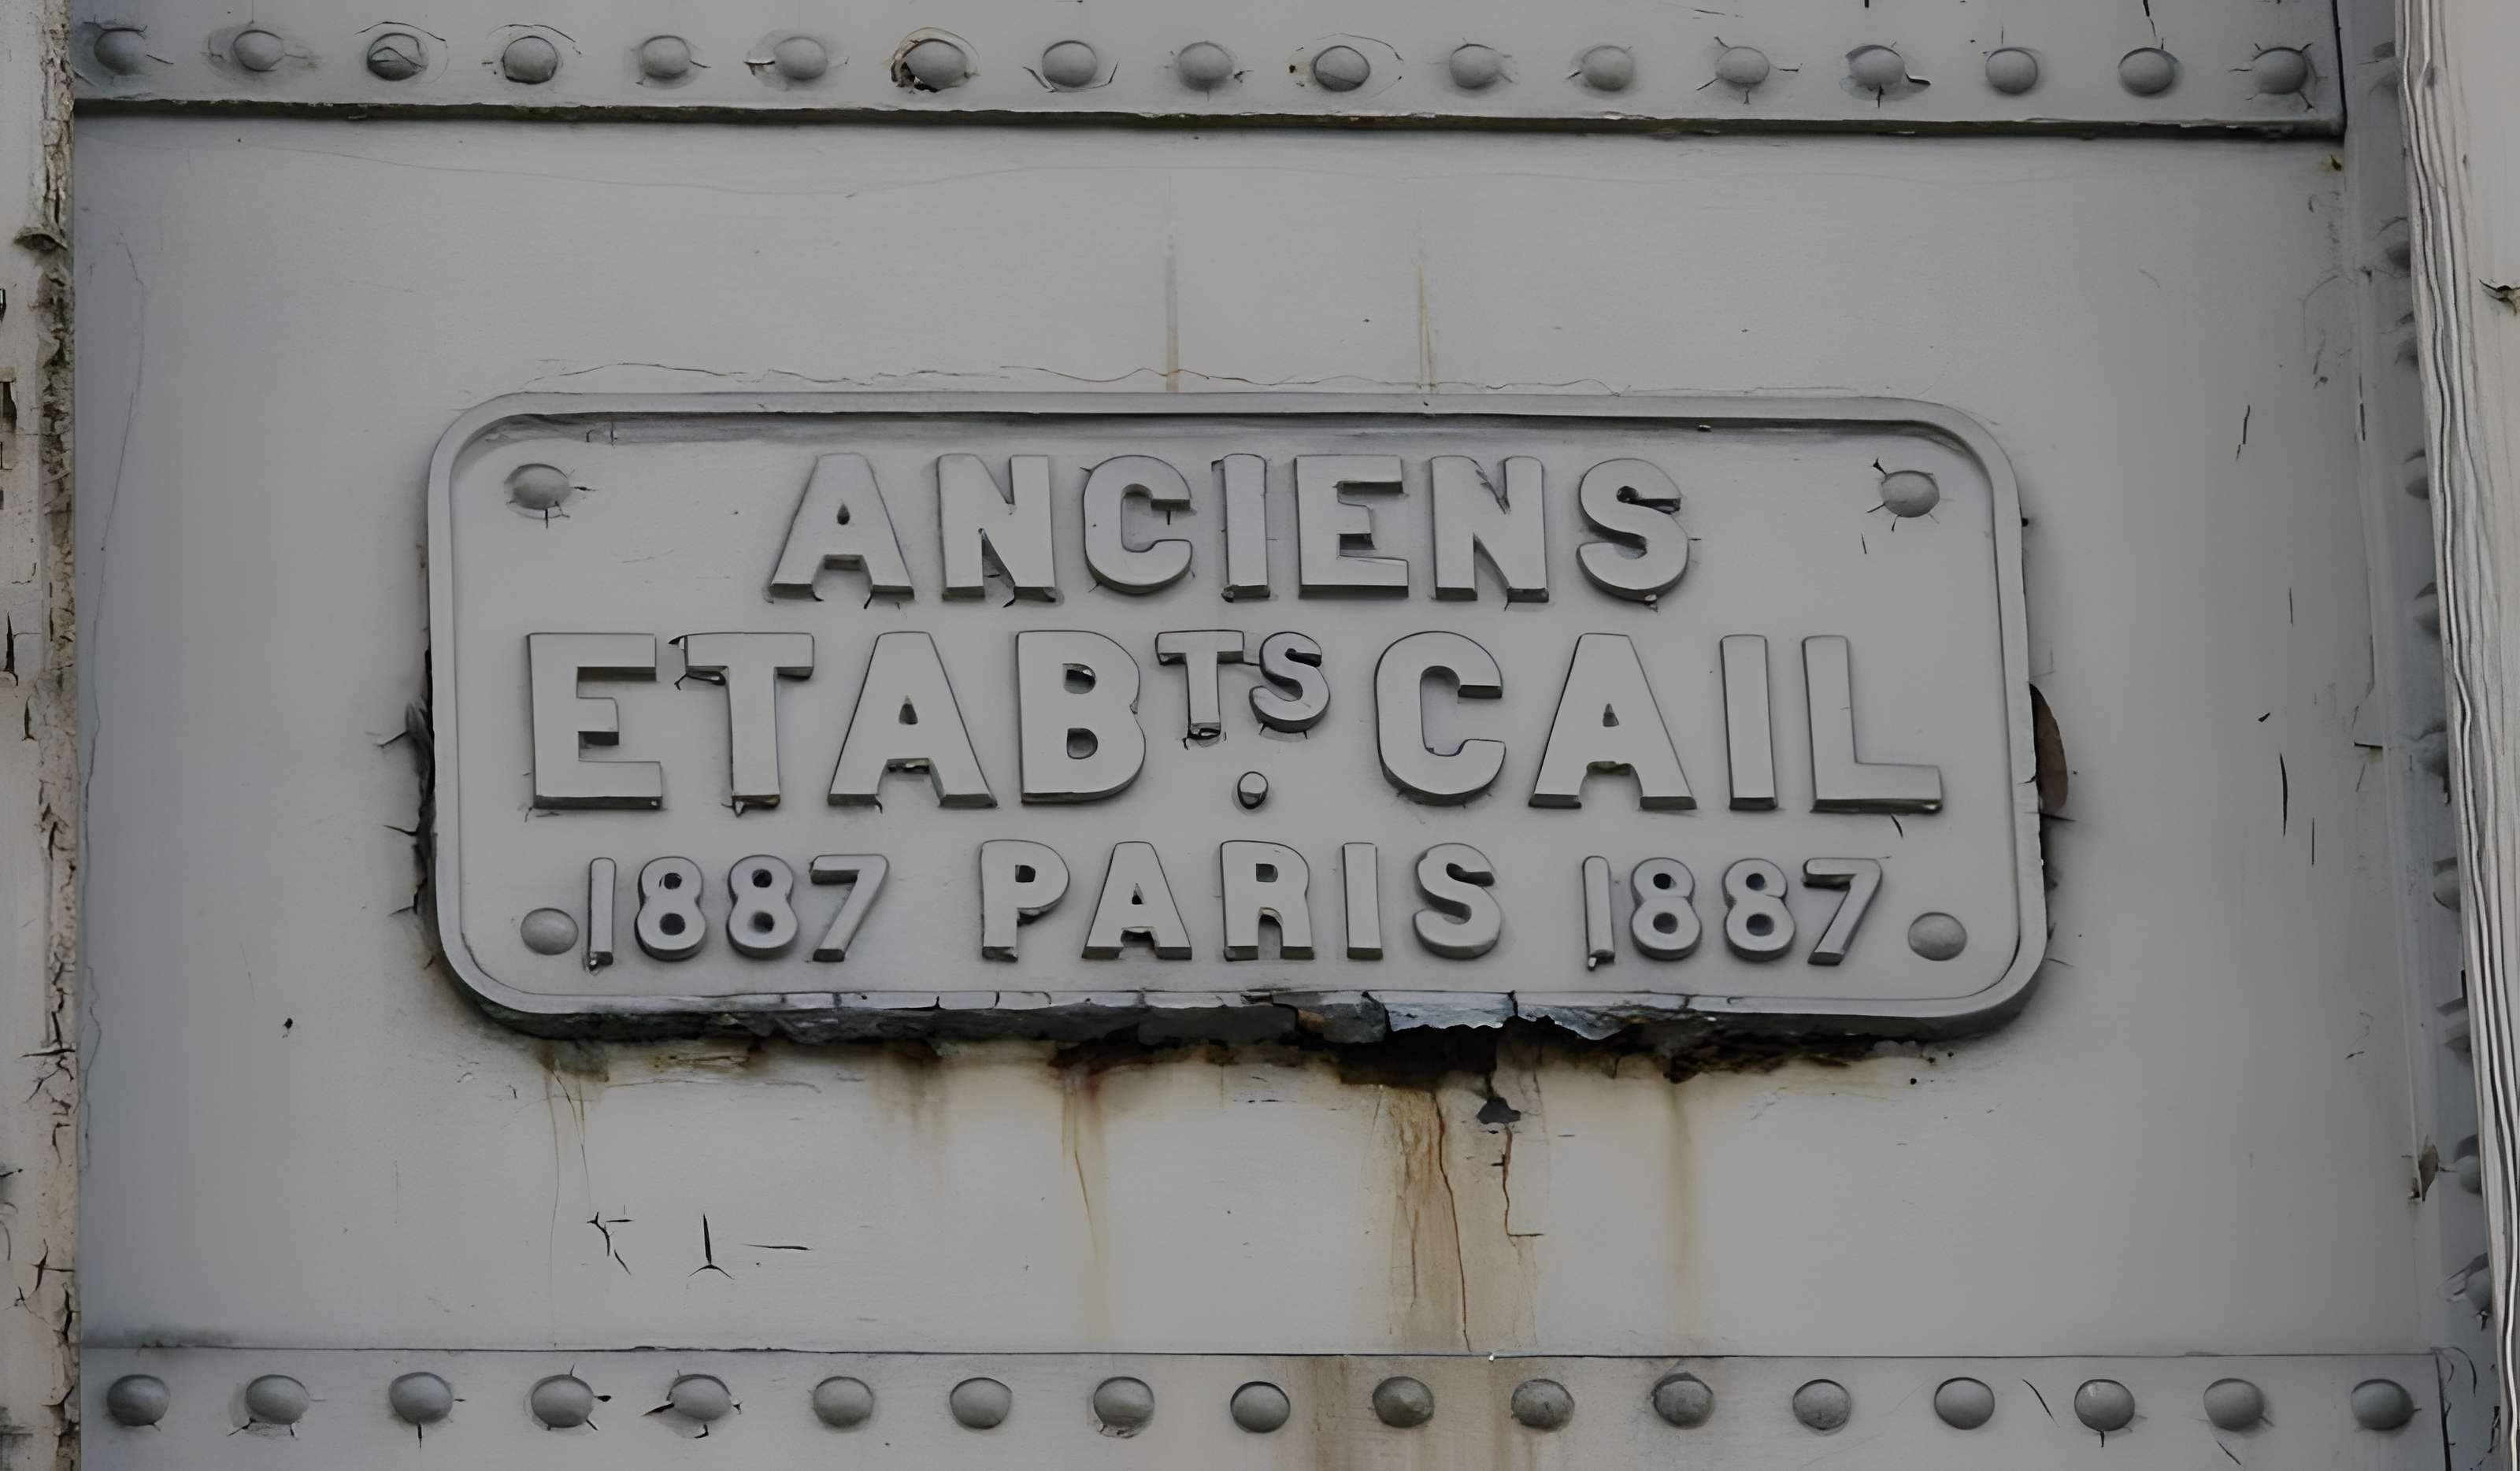 ANCIENS
ETABTS. CAIL
1887 PARIS 1887